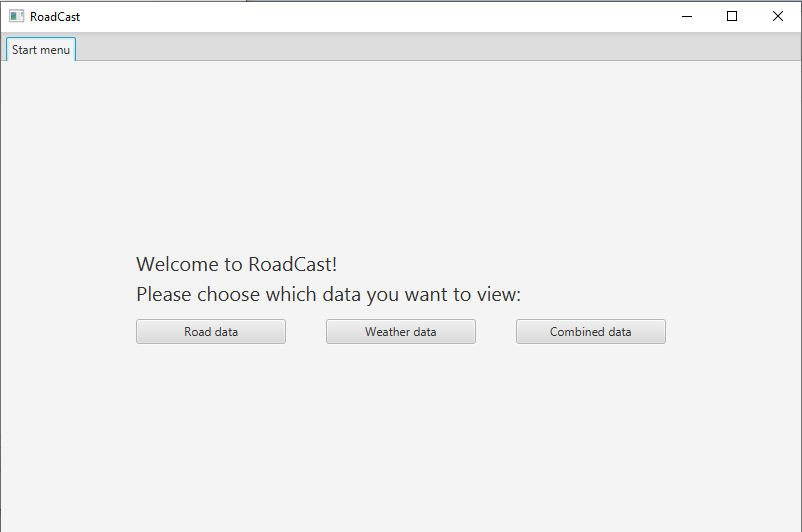 RoadCast
Start menu
Welcome to RoadCast!
Please choose which data you want to view:
Road data Weather data Combined data